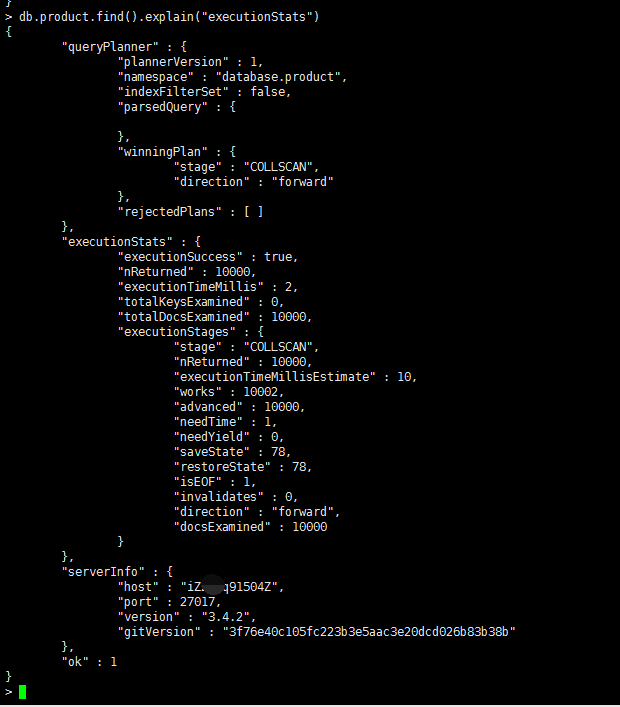 }
> db.product.find().explain("executionStats")
{
"queryPlanner" : {
"plannerVersion" : 1,
"namespace" : "database.product",
"indexFilterSet" : false,
"parsedQuery" : {
},
"winningPlan" : {
"stage" : "COLLSCAN",
"direction" : "forward"
},
"rejectedPlans" : [ ]
},
"executionStats" : {
"executionSuccess" : true,
"nReturned" : 10000,
"executionTimeMillis" : 2,
"totalKeysExamined" : 0,
"totalDocsExamined" : 10000,
"executionStages" : {
"stage" : "COLLSCAN",
"nReturned" : 10000,
"executionTimeMillisEstimate" : 10,
"works" : 10002,
"advanced" : 10000,
"needTime" : 1,
"needYield" : 0,
"saveState" : 78,
"restoreState" : 78,
"isEOF" : 1,
"invalidates" : 0,
"direction" : "forward",
"docsExamined" : 10000
}
},
"serverInfo" : {
"host" :
"port" : 27017,
"version" : "3.4.2",
"gitVersion" : "3f76e40c105fc223b3e5aac3e20dcd026b83b38b"
},
"ok" : 1
}
>